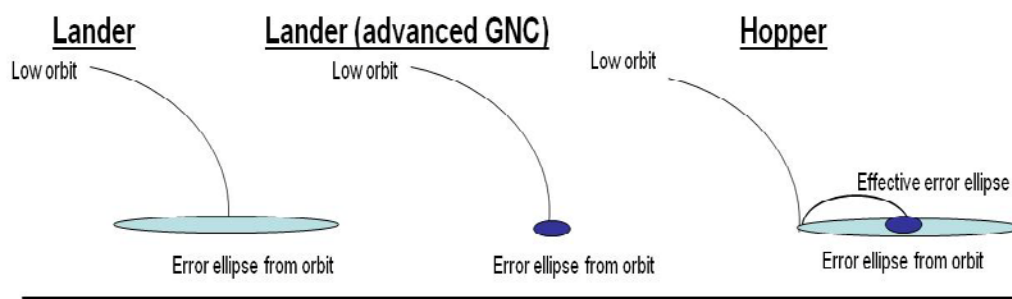 Lander
Lander (advanced GNC)
Hopper
Low orbit
Low orbit
Low orbit
Effective error ellipse
Error ellipse from orbit
Error ellipse from orbit
Error ellipse from orbit